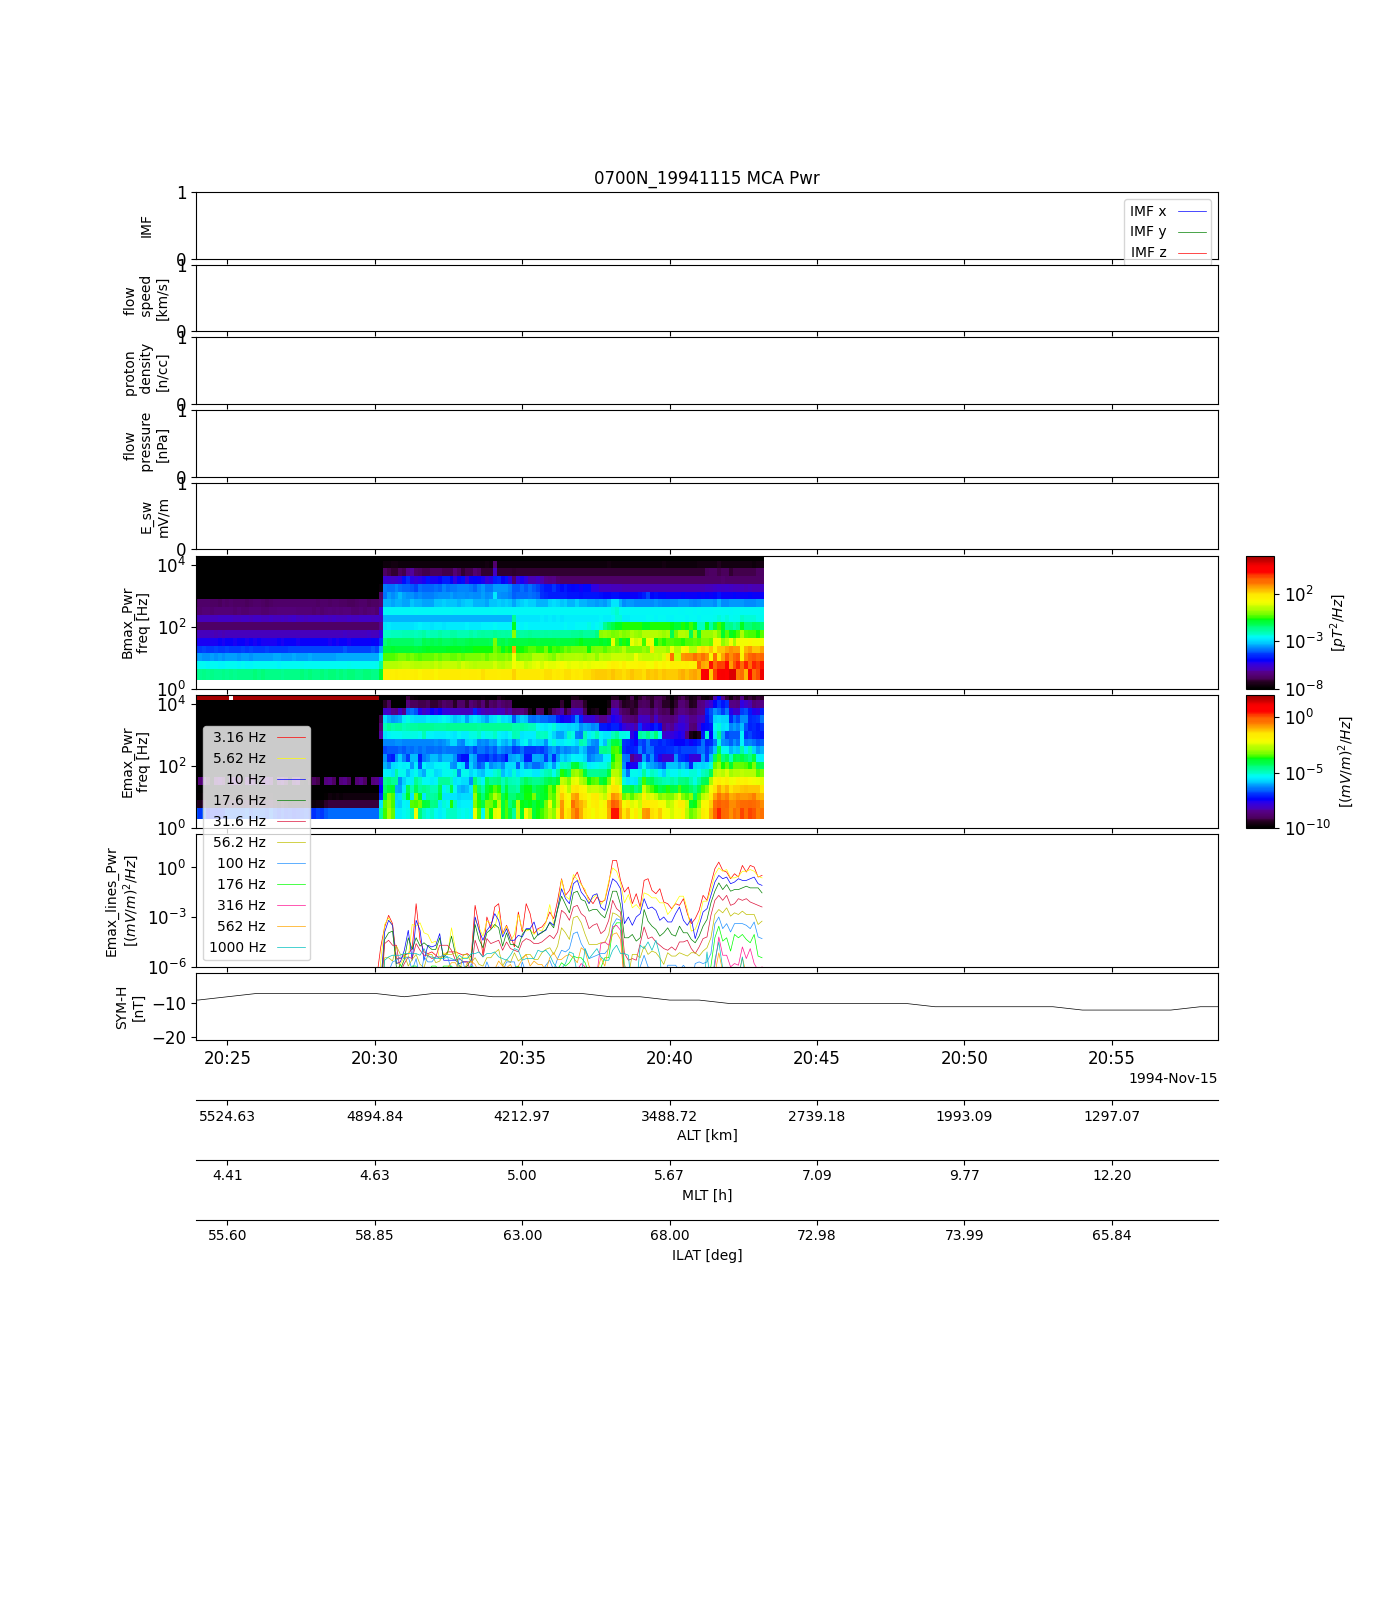 0700N_19941115 MCA Pwr
1
0
IMF
IMF x
IMF y
IMF z
1
0
flow
speed
[km/s]
1
0
proton
density
[n/cc]
1
0
flow
pressure
[nPa]
1
0
E_sw
mV/m
10^4
10^2
10^0
Bmax_Pwr
freq [Hz]
10^2
10^-3
10^-8
[pT^2/Hz]
10^4
10^2
10^0
Emax_Pwr
freq [Hz]
10^0
10^-5
10^-10
[(mV/m)^2/Hz]
3.16 Hz
5.62 Hz
10 Hz
17.6 Hz
31.6 Hz
56.2 Hz
100 Hz
176 Hz
316 Hz
562 Hz
1000 Hz
10^0
10^-3
10^-6
Emax_lines_Pwr
[(mV/m)^2/Hz]
−10
−20
SYM-H
[nT]
20:25 20:30 20:35 20:40 20:45 20:50 20:55
1994-Nov-15
5524.63 4894.84 4212.97 3488.72 2739.18 1993.09 1297.07
ALT [km]
4.41 4.63 5.00 5.67 7.09 9.77 12.20
MLT [h]
55.60 58.85 63.00 68.00 72.98 73.99 65.84
ILAT [deg]